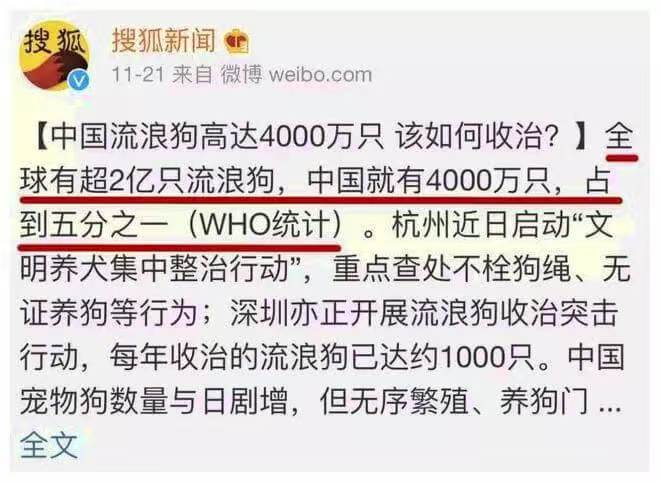 搜狐
搜狐新闻
11-21 来自 微博 weibo.com
【中国流浪狗高达4000万只 该如何收治？】全
球有超2亿只流浪狗，中国就有4000万只，占
到五分之一（WHO统计）。杭州近日启动“文
明养犬集中整治行动”，重点查处不栓狗绳、无
证养狗等行为；深圳亦正开展流浪狗收治突击
行动，每年收治的流浪狗已达约1000只。中国
宠物狗数量与日剧增，但无序繁殖、养狗门 ...
全文